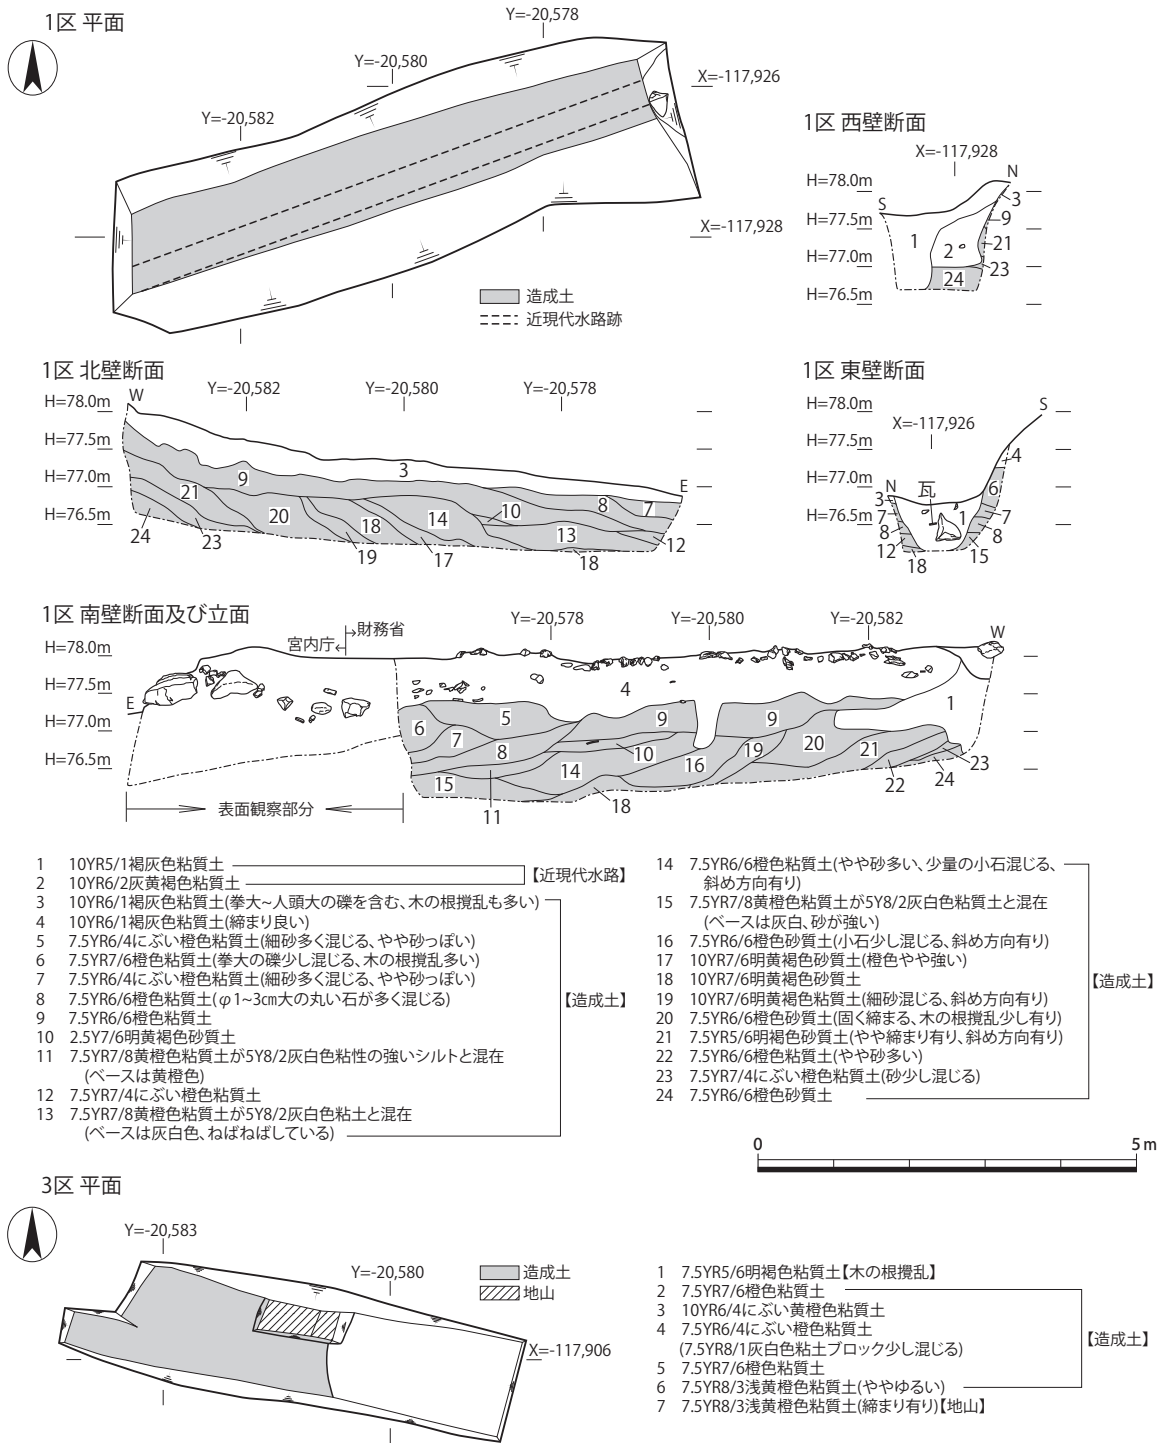 1区 平面
Y=-20,578
Y=-20,580
Y=-20,582
X=-117,926
X=-117,928
造成土
近現代水路跡
1区 西壁断面
X=-117,928
N
H=78.0m
S
3
H=77.5m
9
1
21
2
H=77.0m
23
24
H=76.5m
1区 北壁断面
Y=-20,582
Y=-20,580
Y=-20,578
H=78.0m
W
H=77.5m
3
H=77.0m
9
E
21
8
7
H=76.5m
20
18
14
10
13
24
23
19
17
18
12
1区 東壁断面
H=78.0m
S
X=-117,926
H=77.5m
4
H=77.0m
N
瓦
6
3
H=76.5m
7
1
7
8
8
12
15
18
1区 南壁断面及び立面
Y=-20,578
Y=-20,580
Y=-20,582
財務省
宮内庁
W
H=78.0m
H=77.5m
4
E
1
H=77.0m
5
9
9
6
7
8
10
19
20
21
H=76.5m
16
23
15
14
22
24
11
18
表面観察部分
1 10YR5/1褐灰色粘質土
2 10YR6/2灰黄褐色粘質土
【近現代水路】
3 10YR6/1褐灰色粘質土(拳大~人頭大の礫を含む、木の根攪乱も多い)
4 10YR6/1褐灰色粘質土(締まり良い)
5 7.5YR6/4にぶい橙色粘質土(細砂多く混じる、やや砂っぽい)
6 7.5YR7/6橙色粘質土(拳大の礫少し混じる、木の根攪乱多い)
7 7.5YR6/4にぶい橙色粘質土(細砂多く混じる、やや砂っぽい)
8 7.5YR6/6橙色粘質土(φ1~3㎝大の丸い石が多く混じる)
9 7.5YR6/6橙色粘質土
10 2.5Y7/6明黄褐色砂質土
11 7.5YR7/8黄橙色粘質土が5Y8/2灰白色粘性の強いシルトと混在
(ベースは黄橙色)
12 7.5YR7/4にぶい橙色粘質土
13 7.5YR7/8黄橙色粘質土が5Y8/2灰白色粘土と混在
(ベースは灰白色、ねばねばしている)
【造成土】
14 7.5YR6/6橙色粘質土(やや砂多い、少量の小石混じる、
斜め方向有り)
15 7.5YR7/8黄橙色粘質土が5Y8/2灰白色粘質土と混在
(ベースは灰白、砂が強い)
16 7.5YR6/6橙色砂質土(小石少し混じる、斜め方向有り)
17 10YR7/6明黄褐色砂質土(橙色やや強い)
18 10YR7/6明黄褐色砂質土
19 10YR7/6明黄褐色粘質土(細砂混じる、斜め方向有り)
20 7.5YR6/6橙色砂質土(固く締まる、木の根攪乱少し有り)
21 7.5YR5/6明褐色砂質土(やや締まり有り、斜め方向有り)
22 7.5YR6/6橙色粘質土(やや砂多い)
23 7.5YR7/4にぶい橙色粘質土(砂少し混じる)
24 7.5YR6/6橙色砂質土
【造成土】
0
5m
3区 平面
Y=-20,583
Y=-20,580
X=-117,906
造成土
地山
1 7.5YR5/6明褐色粘質土【木の根攪乱】
2 7.5YR7/6橙色粘質土
3 10YR6/4にぶい黄橙色粘質土
4 7.5YR6/4にぶい橙色粘質土
(7.5YR8/1灰白色粘土ブロック少し混じる)
5 7.5YR7/6橙色粘質土
6 7.5YR8/3浅黄橙色粘質土(ややゆるい)
7 7.5YR8/3浅黄橙色粘質土(締まり有り)【地山】
【造成土】